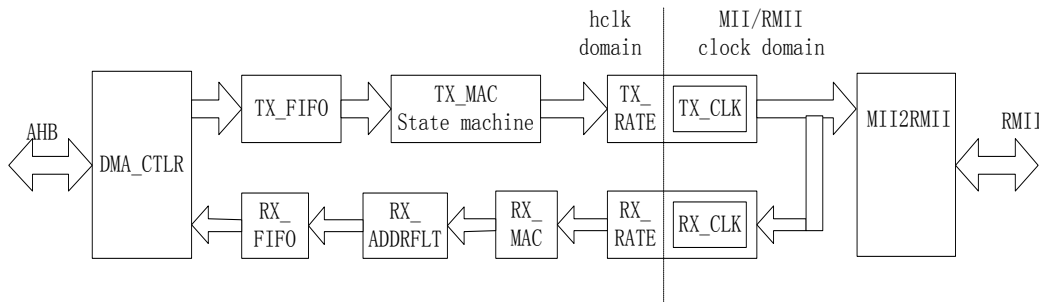 hclk
domain
MII/RMII
clock domain
AHB
DMA_CTLR
TX_FIFO
TX_MAC
State machine
TX_
RATE
TX_CLK
MII2RMII
RMII
RX_
FIFO
RX_
ADDRFLT
RX_
MAC
RX_
RATE
RX_CLK